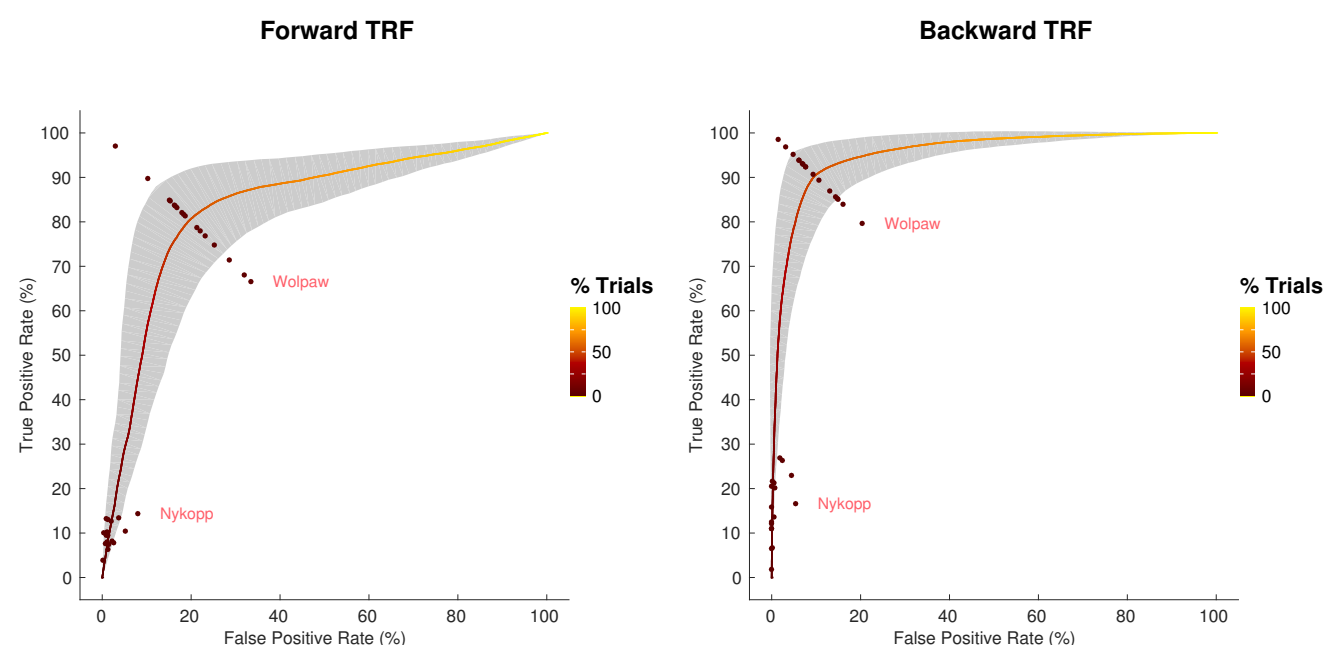 Forward TRF
100
90
80
70
60
50
40
30
20
10
0
True Positive Rate (%)
0 20 40 60 80 100
False Positive Rate (%)
Wolpaw
Nykopp
% Trials
100
50
0
Backward TRF
100
90
80
70
60
50
40
30
20
10
0
True Positive Rate (%)
0 20 40 60 80 100
False Positive Rate (%)
Wolpaw
Nykopp
% Trials
100
50
0